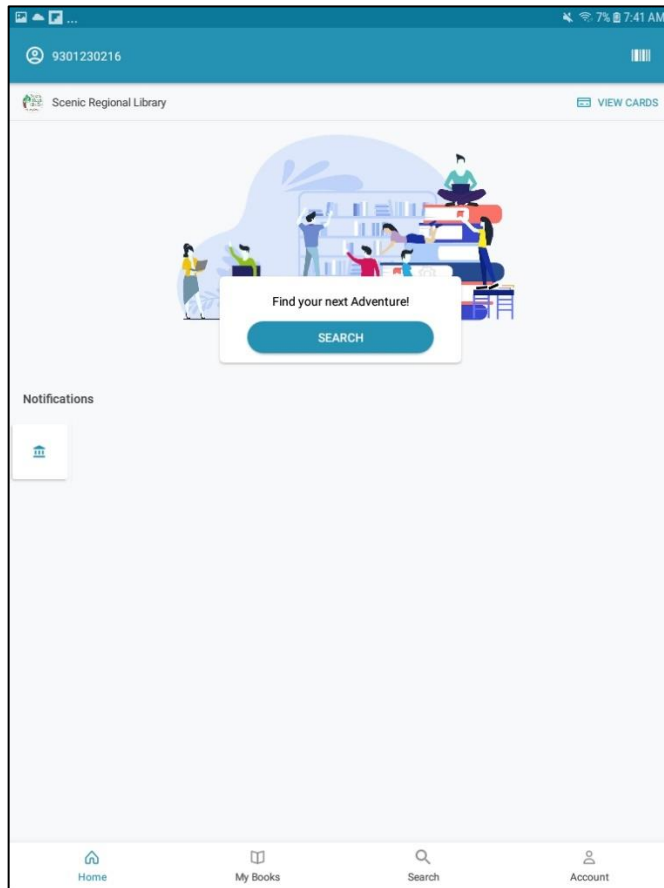 ... 7% 7:41 AM
9301230216
Scenic Regional Library VIEW CARDS
Find your next Adventure!
SEARCH
Notifications
Home My Books Search Account